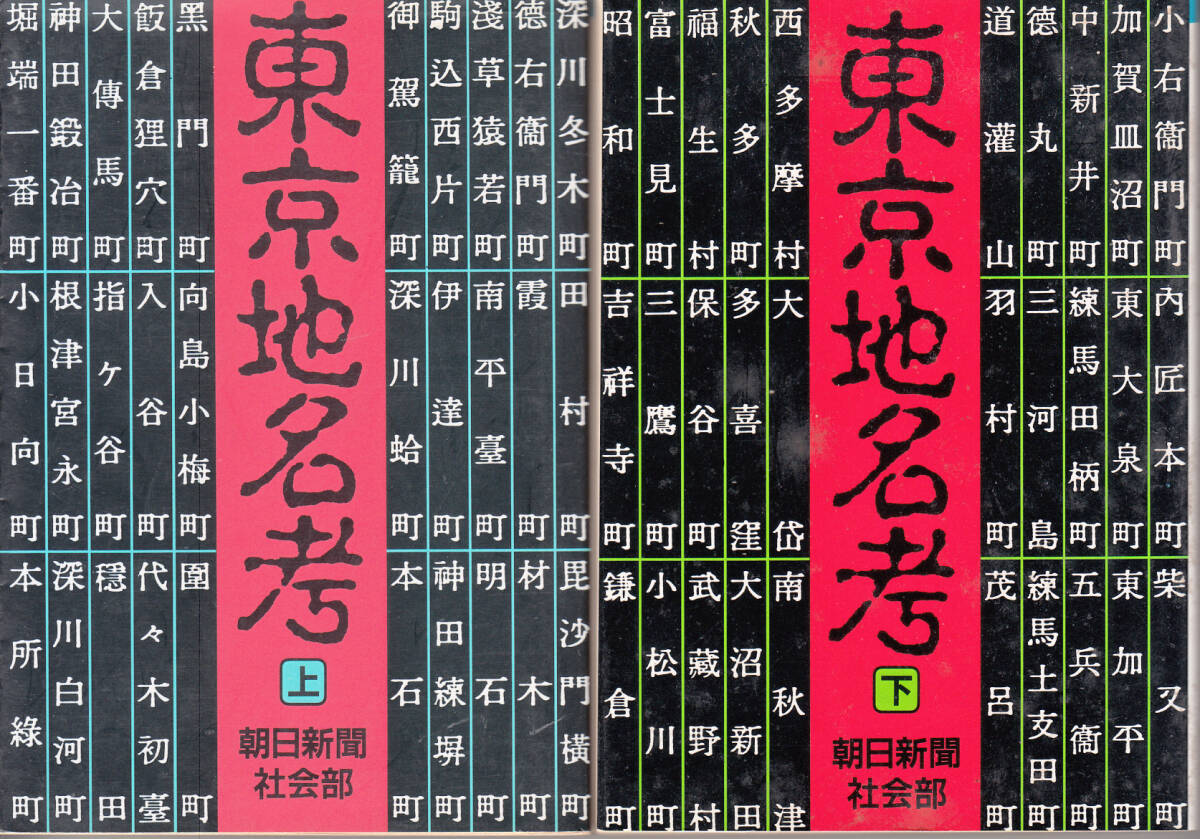 深川冬木町
德右衞門町
淺草猿若町
駒込西片町
御駕籠町
田村町
霞町
南平臺町
伊達町
深川蛤町
毘沙門横町
材木町
明石町
神田練塀町
本石町
東京地名考
上
朝日新聞
社会部
黑門町
飯倉狸穴町
大傳馬町
神田鍛冶町
堀端一番町
向島小梅町
入谷町
指ヶ谷町
根津宮永町
小日向町
圍町
代々木初臺
穩田
深川白河町
本所綠町
小右衞門町
加賀皿沼町
中新井町
德丸町
道灌山
內匠本町
東大泉町
練馬田柄町
三河島
羽村町
柴又町
東加平町
五兵衞町
練馬土支田町
茂呂町
東京地名考
下
朝日新聞
社会部
西多摩村
秋多町
福生村
富士見町
昭和町
大岱
多喜窪
保谷町
三鷹町
吉祥寺町
南秋津
大沼新田
武藏野村
小松川町
鎌倉町